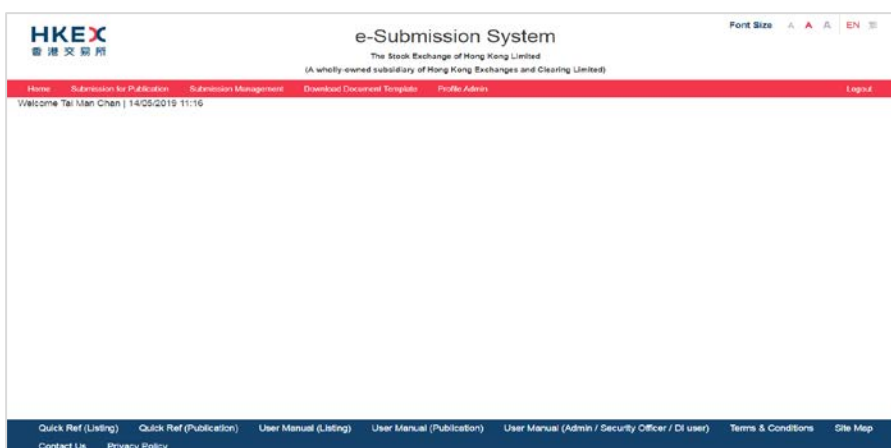 HKEX
香港交易所
e-Submission System
The Stock Exchange of Hong Kong Limited
(A wholly-owned subsidiary of Hong Kong Exchanges and Clearing Limited)
Font Size A A A EN 繁
Home Submission for Publication Submission Management Download Document Template Profile Admin Logout
Welcome Tai Man Chan | 14/05/2019 11:16
Quick Ref (Listing) Quick Ref (Publication) User Manual (Listing) User Manual (Publication) User Manual (Admin / Security Officer / DI user) Terms & Conditions Site Map
Contact Us Privacy Policy